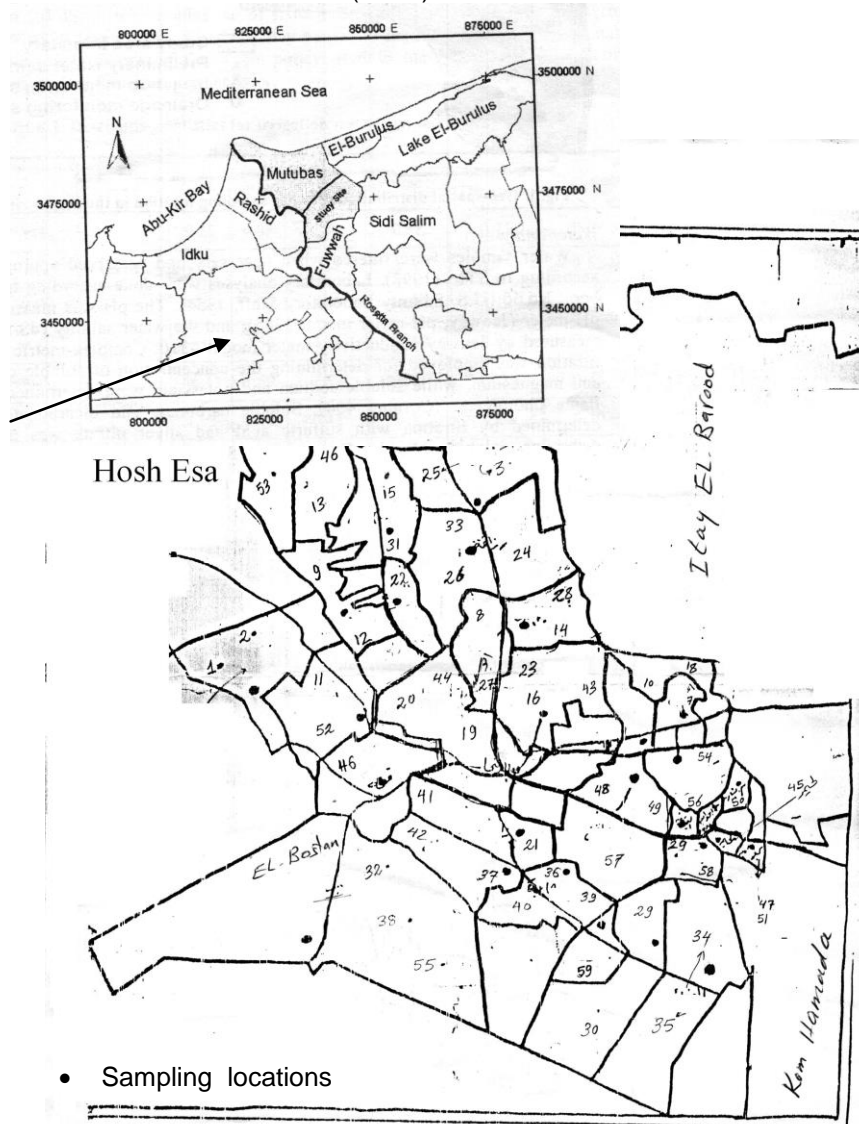 800000 E 825000 E 850000 E 875000 E
3500000 3500000 N
Mediterranean Sea
N
El-Burulus
Lake El-Burulus
Mutubas
Abu-Kir Bay
Rashid
Study Site
3475000 3475000 N
Sidi Salim
Idku
Fuwwah
Rossita Branch
3450000 3450000 N
800000 825000 850000 875000
Itay EL-Barood
Hosh Esa
46 25 3
53 13 15
33
31 24
9 26
22
28
8
2 14
12
1 23 18
11 44 27 10
20 16 43
52
19 54
46
48 45
41 49 56 50
21
42 57 29
EL-Bostan
32 37 36 58
40 39 29 47
38 51
34
55 59
30 35
Kom Hamada
• Sampling locations